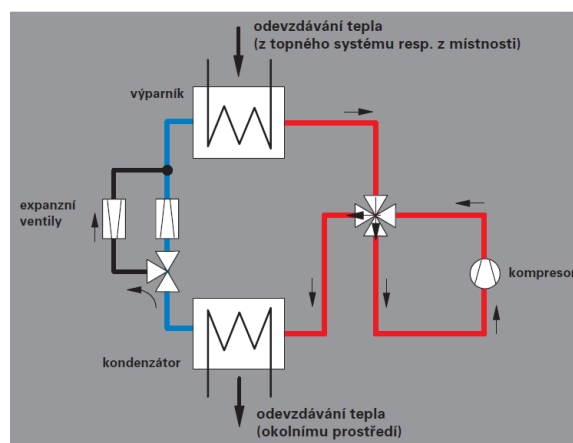 odevzdávání tepla
(z topného systému resp. z místnosti)
výparník
expanzní
ventily
kompresor
kondenzátor
odevzdávání tepla
(okolnímu prostředí)